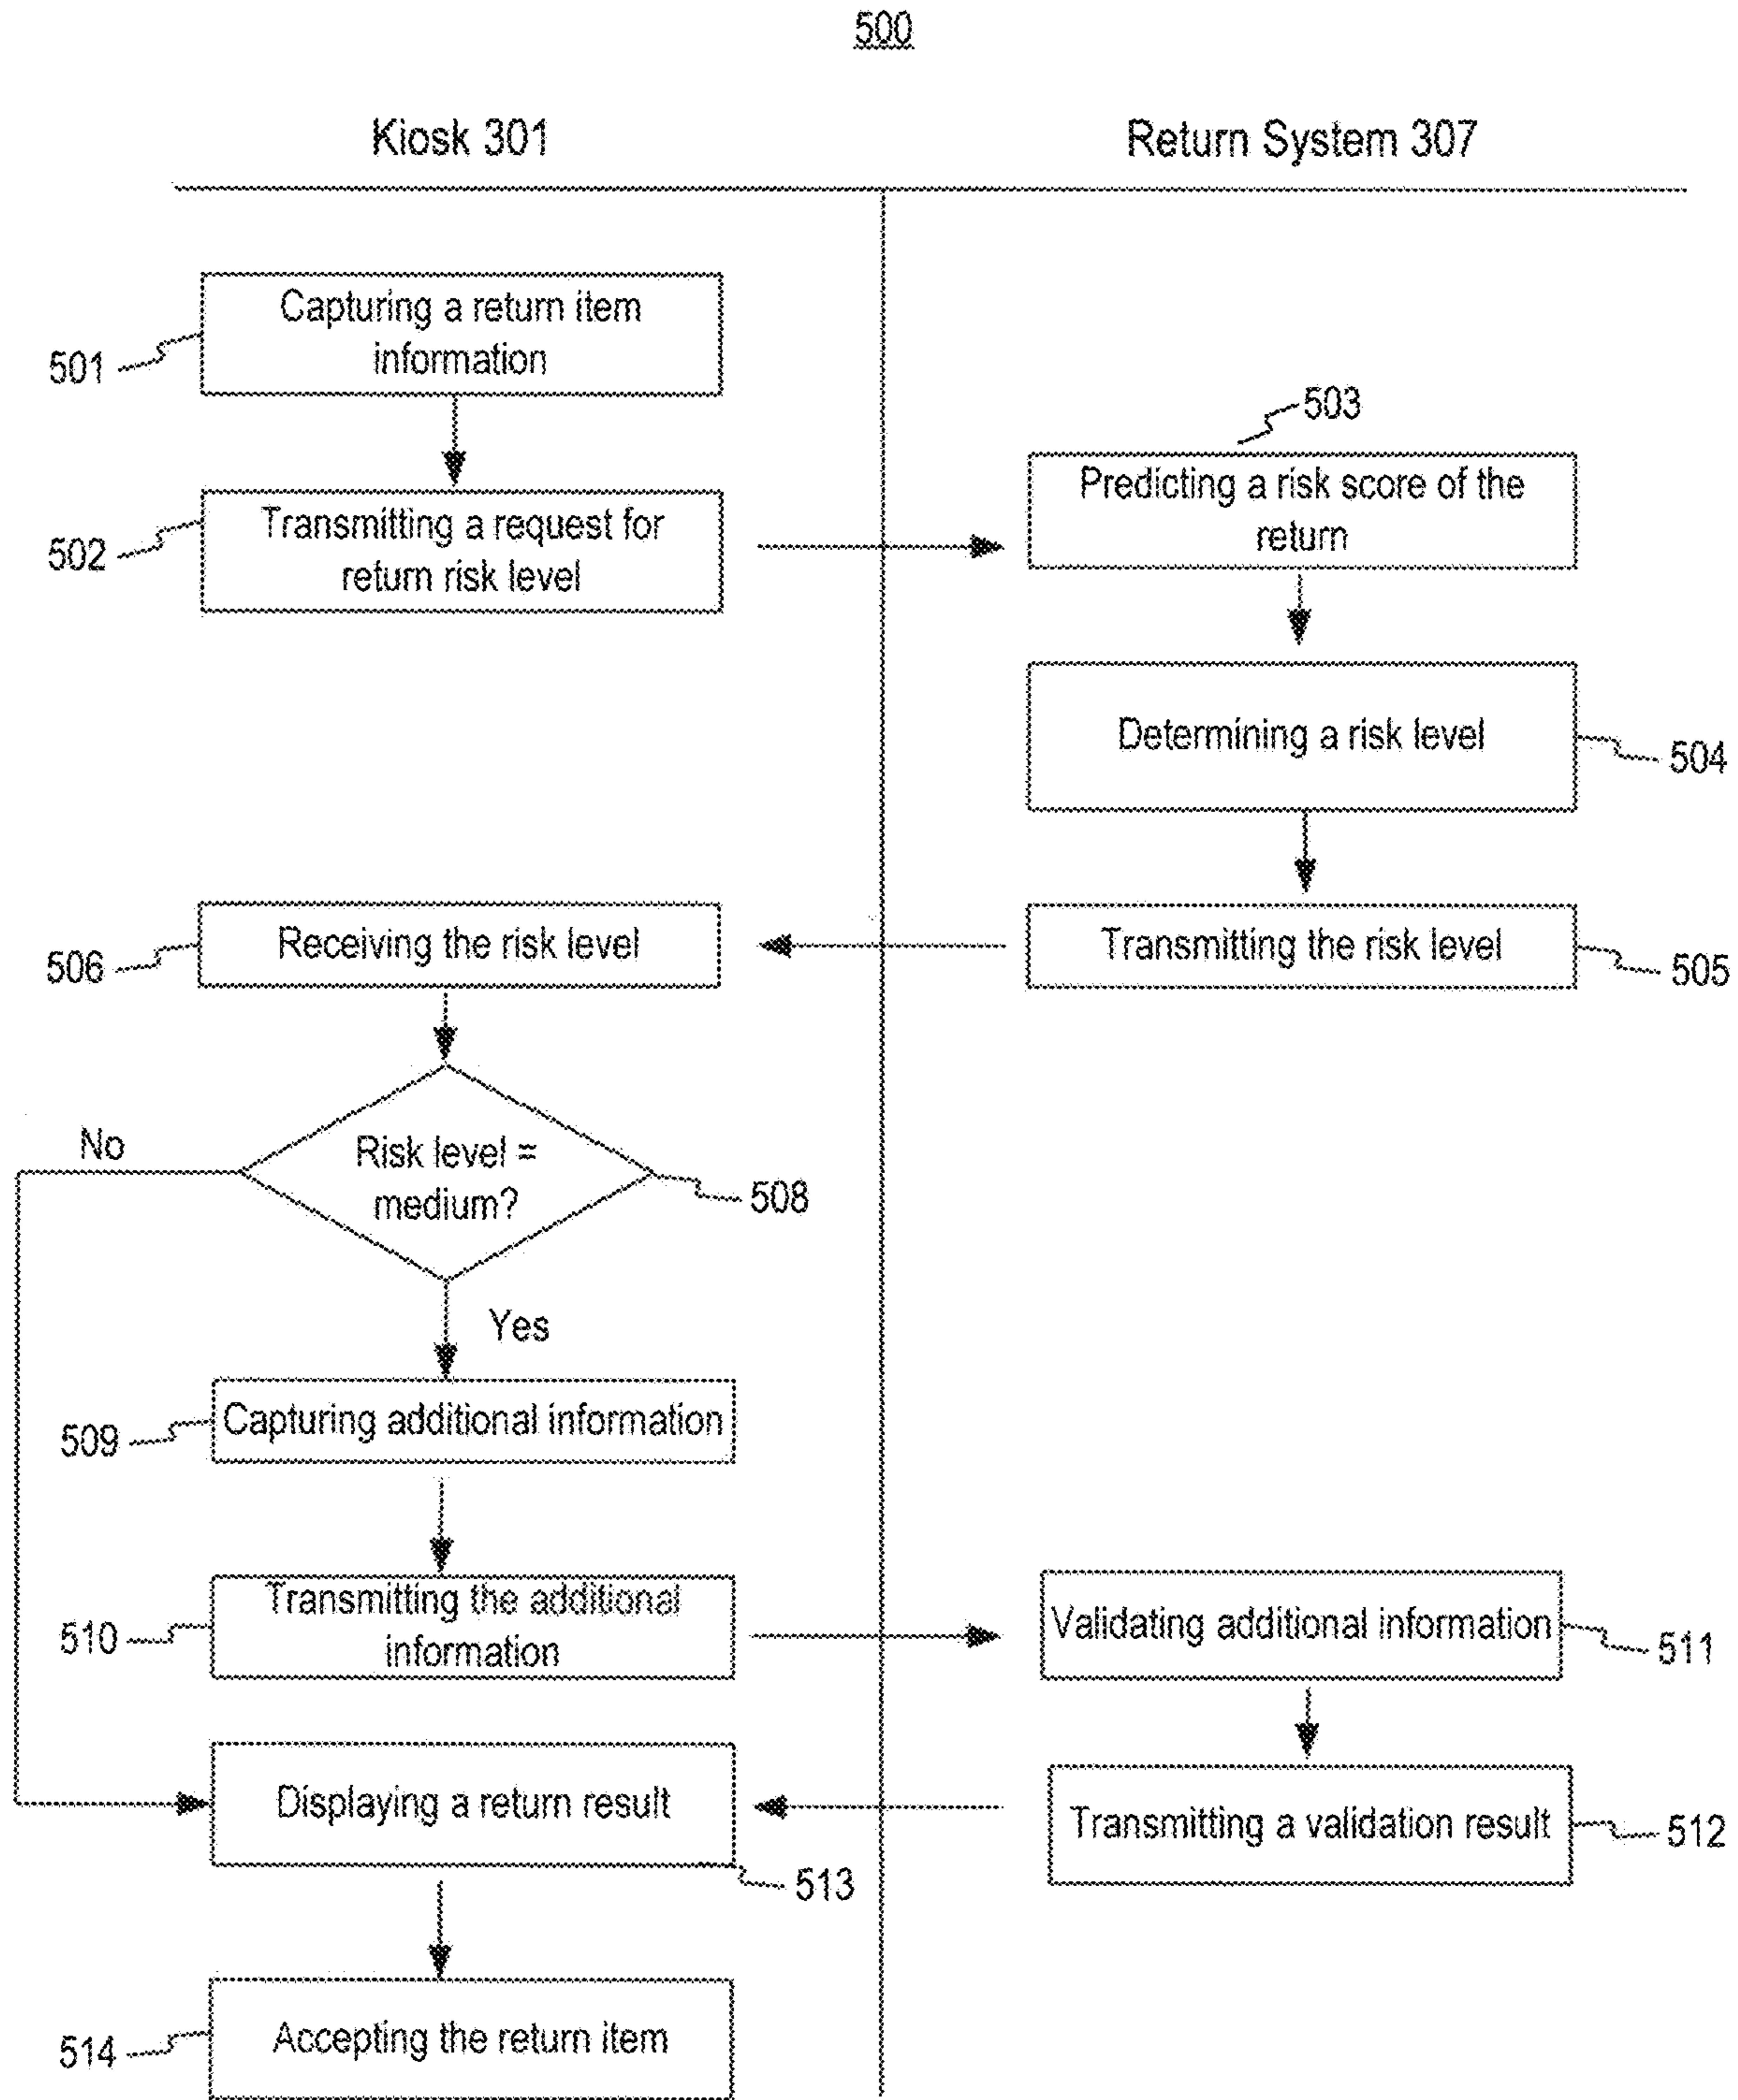 500
Kiosk 301
Return System 307
Capturing a return item
information
501
503
Predicting a risk score of the
return
Transmitting a request for
return risk level
502
Determining a risk level
504
Receiving the risk level
506
Transmitting the risk level
505
No
Risk level =
medium?
508
Yes
Capturing additional information
509
Transmitting the additional
information
510
Validating additional information
511
Displaying a return result
513
Transmitting a validation result
512
Accepting the return item
514